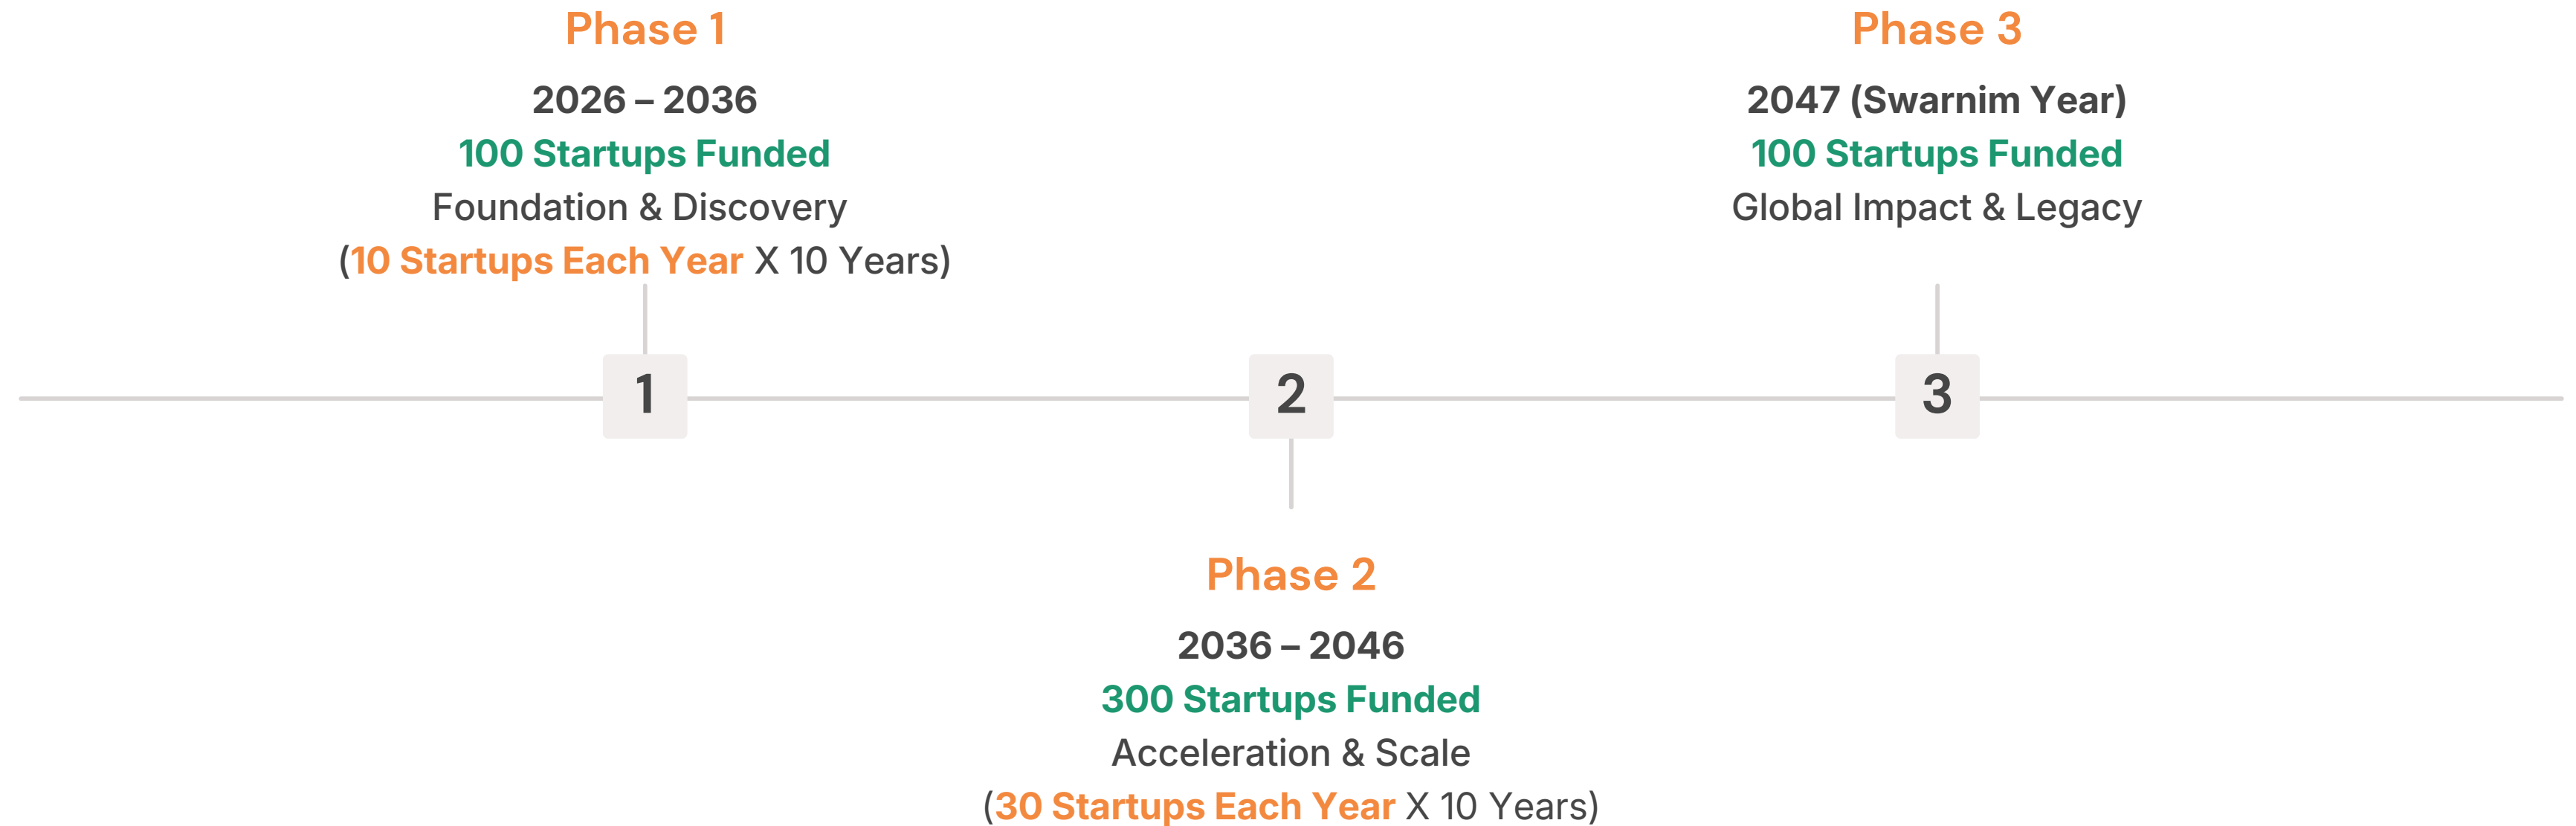 Phase 1
2026 – 2036
100 Startups Funded
Foundation & Discovery
(10 Startups Each Year X 10 Years)
Phase 3
2047 (Swarnim Year)
100 Startups Funded
Global Impact & Legacy
1
2
3
Phase 2
2036 – 2046
300 Startups Funded
Acceleration & Scale
(30 Startups Each Year X 10 Years)